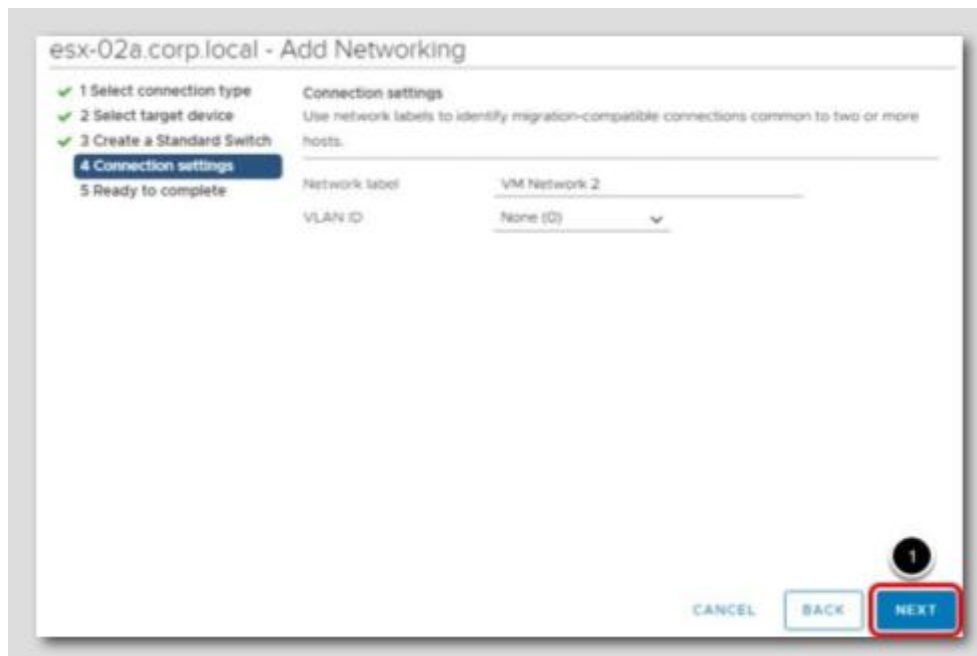 esx-02a.corp.local - Add Networking
1 Select connection type
2 Select target device
3 Create a Standard Switch
4 Connection settings
5 Ready to complete
Connection settings
Use network labels to identify migration-compatible connections common to two or more
hosts.
Network label VM Network 2
VLAN ID None (0)
1
CANCEL BACK NEXT